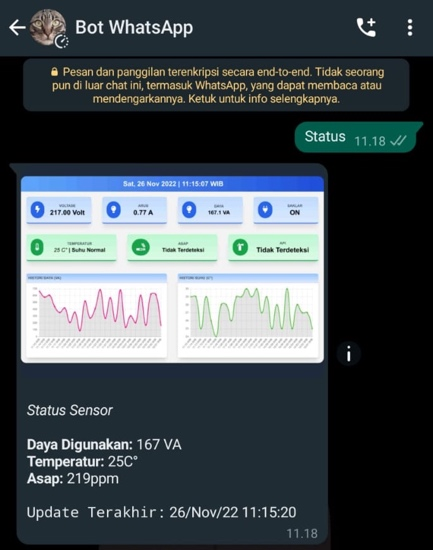 Bot WhatsApp
Pesan dan panggilan terenkripsi secara end-to-end. Tidak seorang
pun di luar chat ini, termasuk WhatsApp, yang dapat membaca atau
mendengarkannya. Ketuk untuk info selengkapnya.
Status 11.18
Sat, 26 Nov 2022 | 11:15:07 WIB
VOLTAGE
217.00 Volt
ARUS
0.77 A
DAYA
167.1 VA
ON
TEMPERATUR
25 C° | Suhu Normal
ASAP
Tidak Terdeteksi
API
Tidak Terdeteksi
Status Sensor
Daya Digunakan: 167 VA
Temperatur: 25C°
Asap: 219ppm
Update Terakhir: 26/Nov/22 11:15:20
11.18